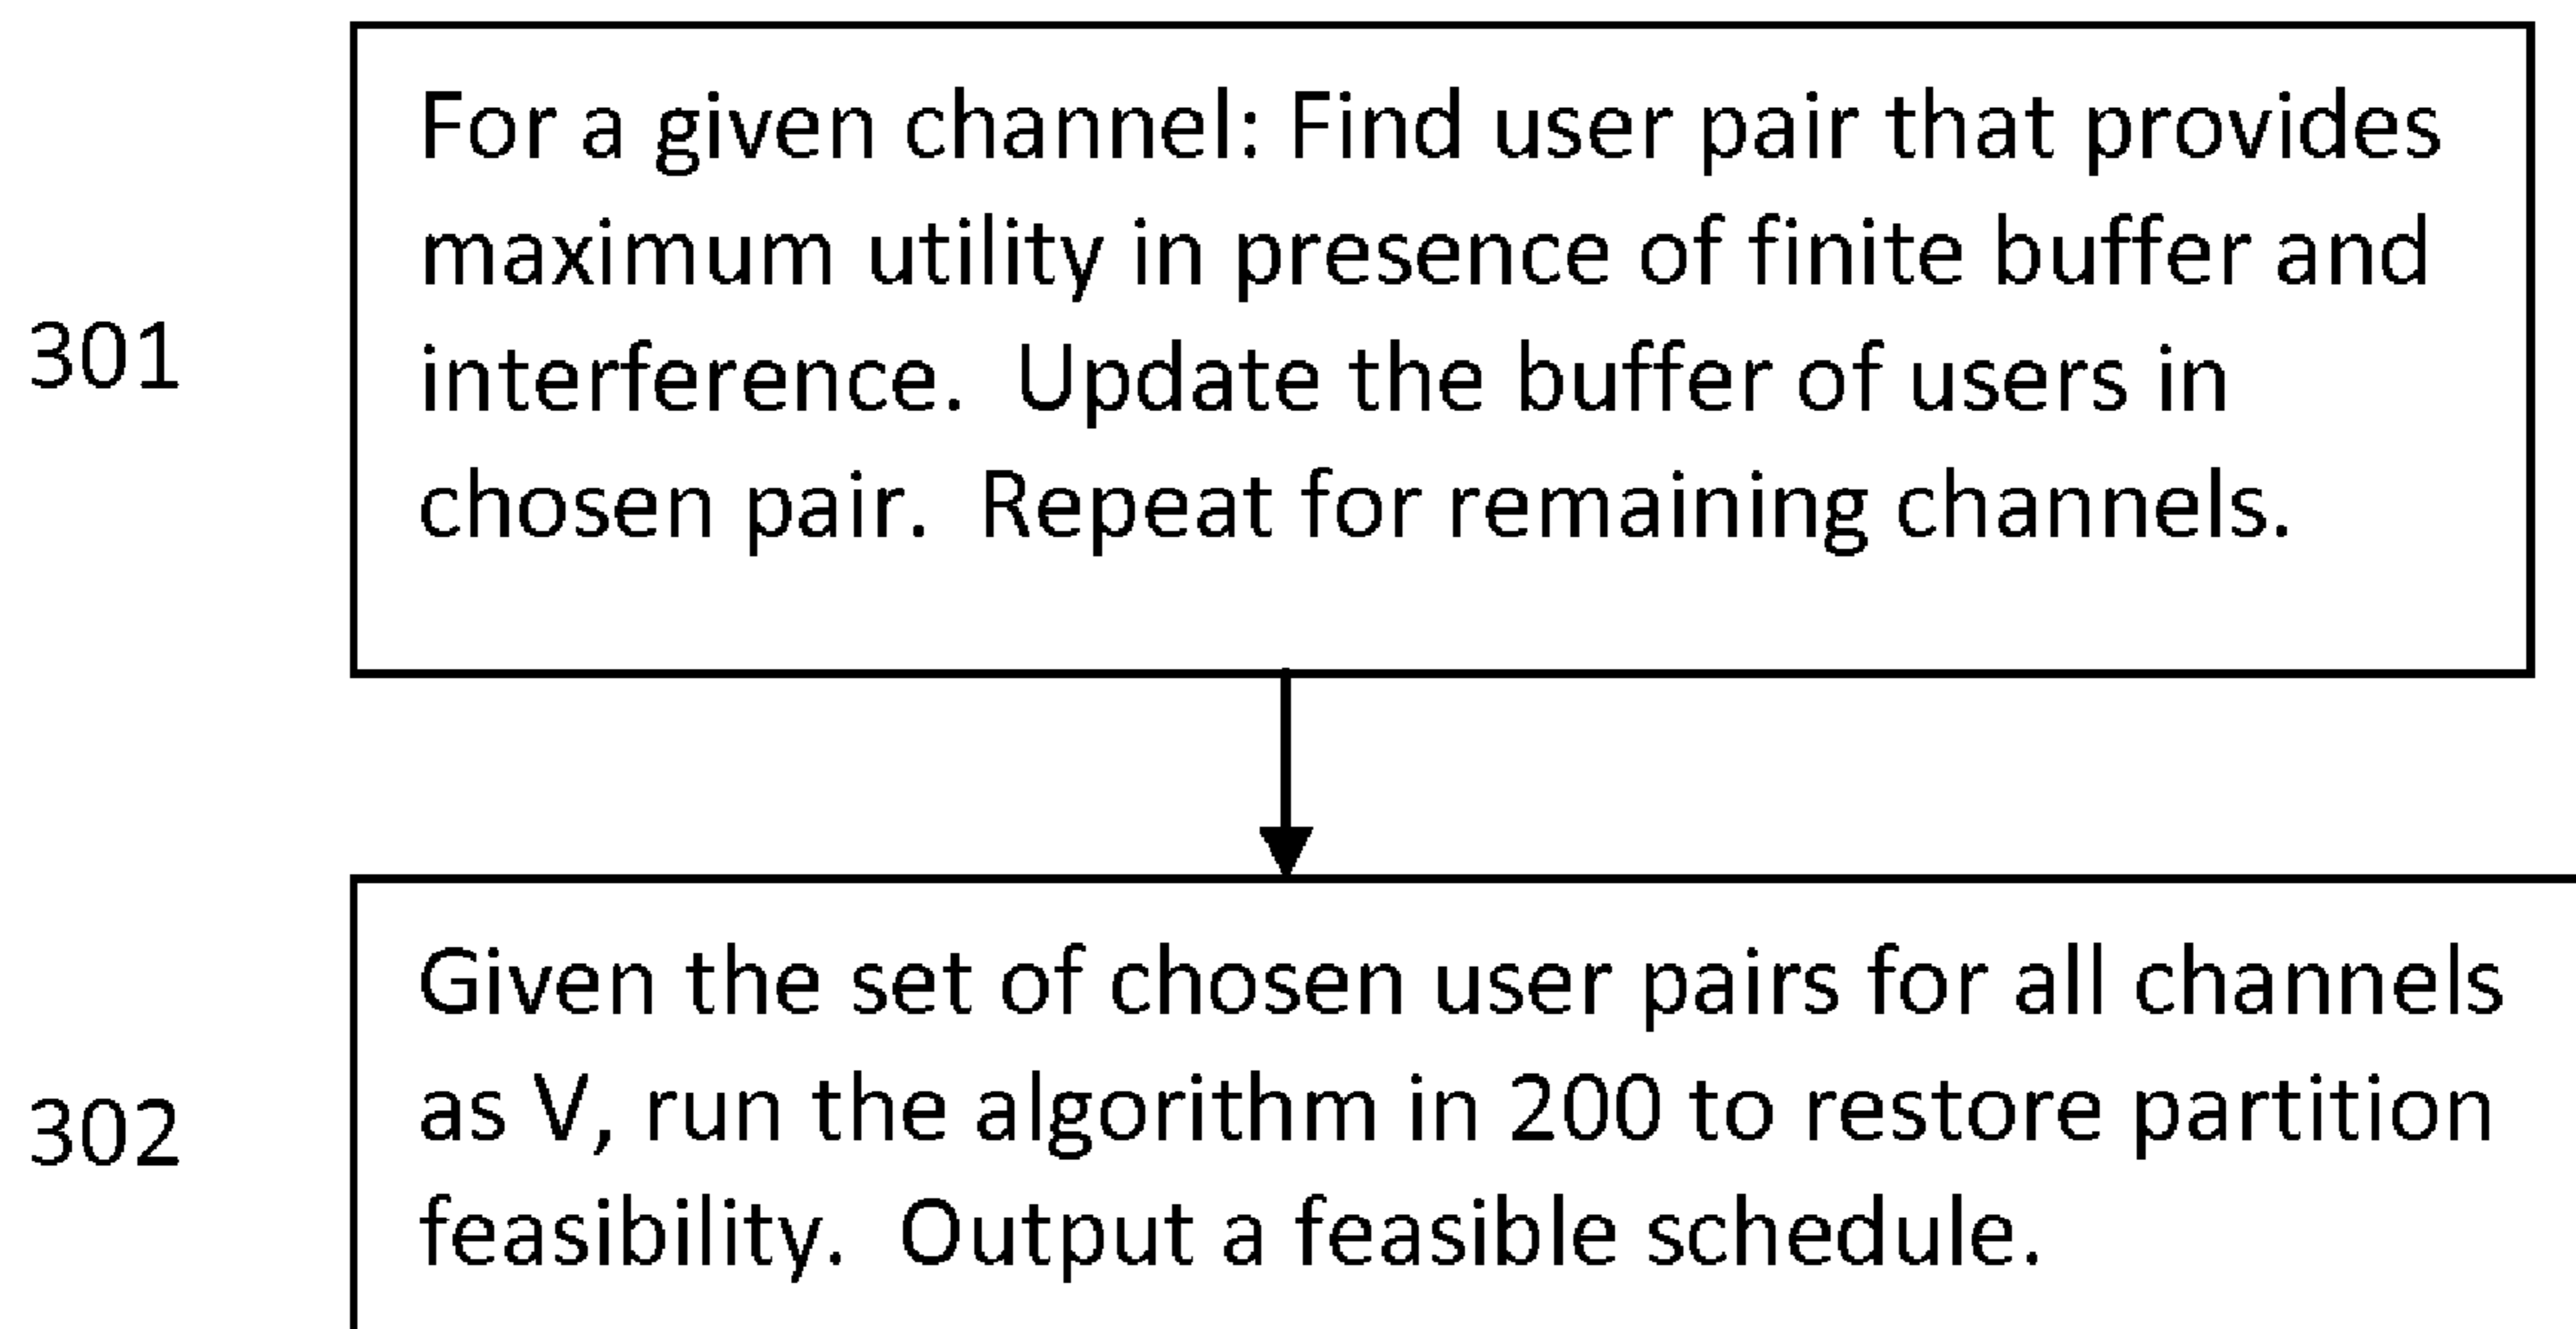 For a given channel: Find user pair that provides
maximum utility in presence of finite buffer and
301
interference.  Update the buffer of users in
chosen pair.  Repeat for remaining channels.
Given the set of chosen user pairs for all channels
302
as V, run the algorithm in 200 to restore partition
feasibility.  Output a feasible schedule.